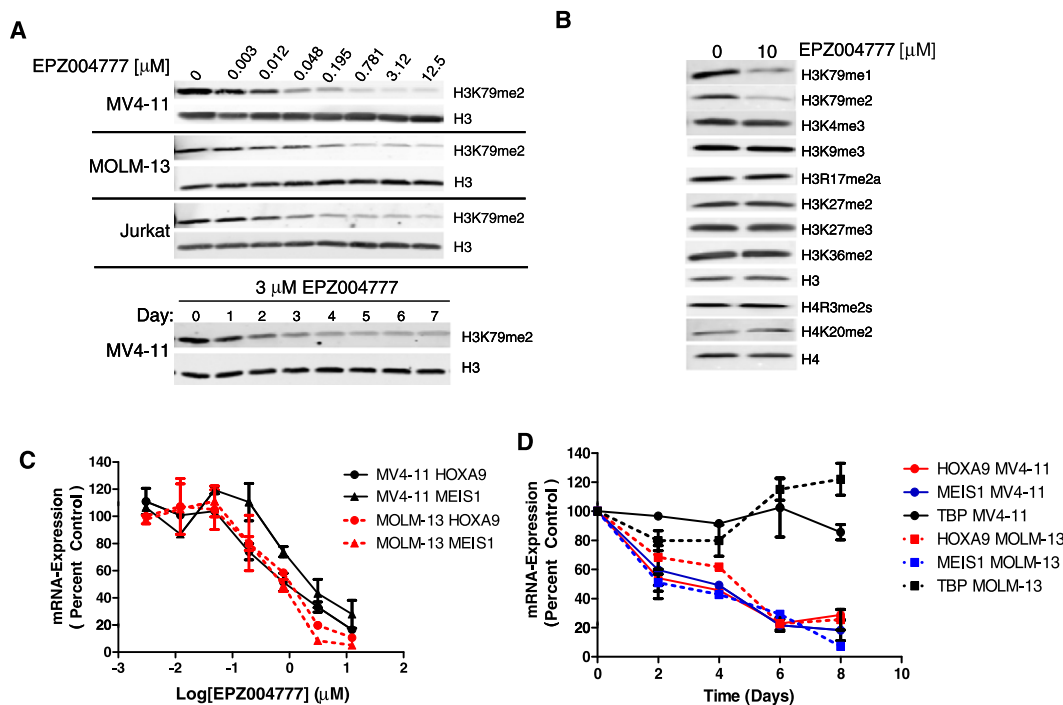 A
EPZ004777 [μM]
0 0.003 0.012 0.048 0.195 0.781 3.12 12.5
MV4-11
H3K79me2
H3
MOLM-13
H3K79me2
H3
Jurkat
H3K79me2
H3
3 μM EPZ004777
Day: 0 1 2 3 4 5 6 7
MV4-11
H3K79me2
H3
B
0 10 EPZ004777 [μM]
H3K79me1
H3K79me2
H3K4me3
H3K9me3
H3R17me2a
H3K27me2
H3K27me3
H3K36me2
H3
H4R3me2s
H4K20me2
H4
C
mRNA-Expression
( Percent Control)
140
120
100
80
60
40
20
0
-3 -2 -1 0 1 2
Log[EPZ004777] (μM)
MV4-11 HOXA9
MV4-11 MEIS1
MOLM-13 HOXA9
MOLM-13 MEIS1
D
mRNA-Expression
(Percent Control)
140
120
100
80
60
40
20
0
0 2 4 6 8 10
Time (Days)
HOXA9 MV4-11
MEIS1 MV4-11
TBP MV4-11
HOXA9 MOLM-13
MEIS1 MOLM-13
TBP MOLM-13